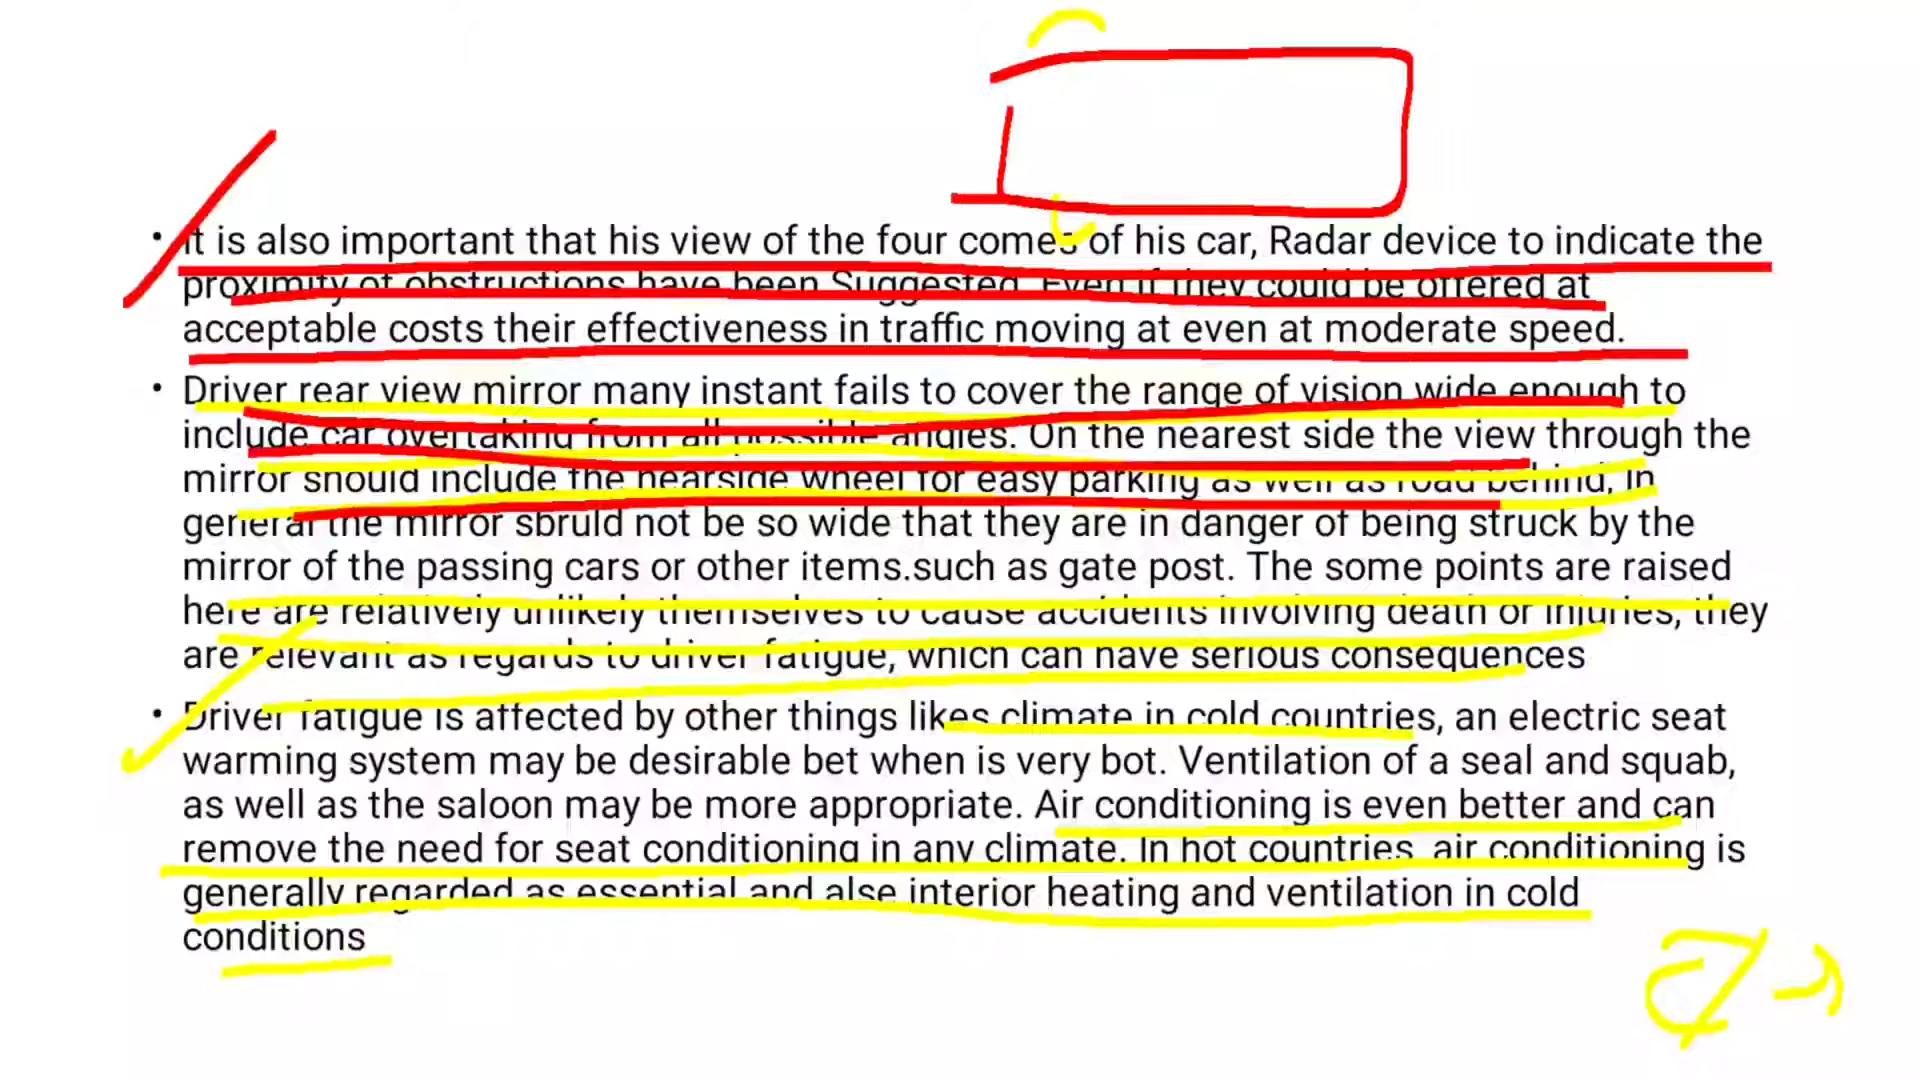 • It is also important that his view of the four comes of his car, Radar device to indicate the
proximity of obstructions have been Suggested. Even if they could be offered at
acceptable costs their effectiveness in traffic moving at even at moderate speed.
• Driver rear view mirror many instant fails to cover the range of vision wide enough to
include car overtaking from all possible angles. On the nearest side the view through the
mirror should include the nearside wheel for easy parking as well as road behind, In
general the mirror sbruld not be so wide that they are in danger of being struck by the
mirror of the passing cars or other items.such as gate post. The some points are raised
here are relatively unlikely themselves to cause accidents involving death or injuries, they
are relevant as regards to driver fatigue, which can have serious consequences
• Driver fatigue is affected by other things likes climate in cold countries, an electric seat
warming system may be desirable bet when is very bot. Ventilation of a seal and squab,
as well as the saloon may be more appropriate. Air conditioning is even better and can
remove the need for seat conditioning in any climate. In hot countries, air conditioning is
generally regarded as essential and alse interior heating and ventilation in cold
conditions